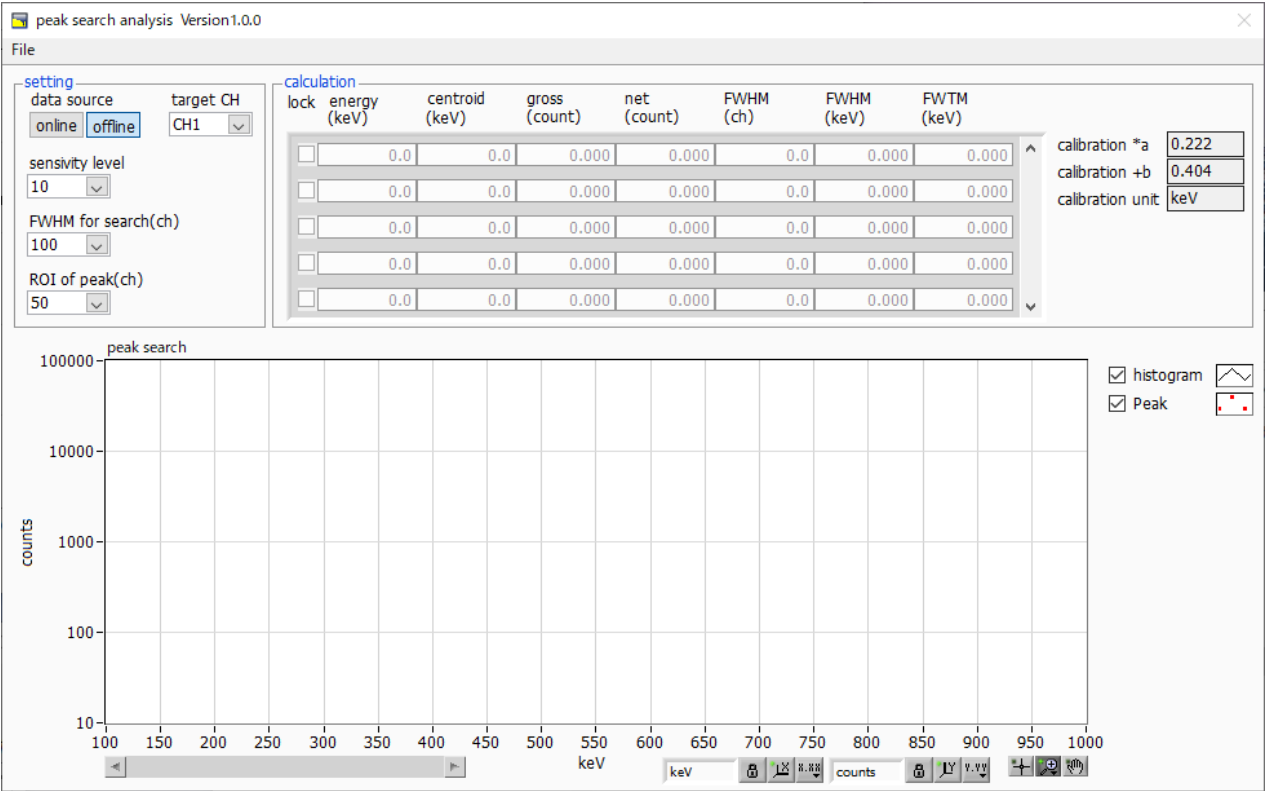 peak search analysis Version1.0.0
File
setting
data source target CH
online offline CH1
sensivity level
10
FWHM for search(ch)
100
ROI of peak(ch)
50
calculation
lock energy (keV) centroid (keV) gross (count) net (count) FWHM (ch) FWHM (keV) FWTM (keV)
0.0 0.0 0.000 0.000 0.0 0.000 0.000
0.0 0.0 0.000 0.000 0.0 0.000 0.000
0.0 0.0 0.000 0.000 0.0 0.000 0.000
0.0 0.0 0.000 0.000 0.0 0.000 0.000
0.0 0.0 0.000 0.000 0.0 0.000 0.000
calibration *a 0.222
calibration +b 0.404
calibration unit keV
peak search
100000
10000
1000
100
10
counts
100 150 200 250 300 350 400 450 500 550 600 650 700 750 800 850 900 950 1000
keV
histogram
Peak
keV X X.XX counts Y Y.YY